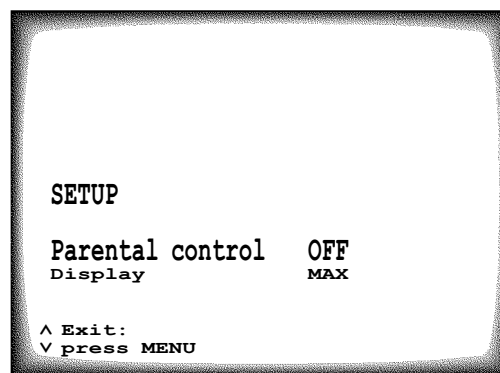 SETUP
Parental control OFF
Display MAX
∧ Exit:
∨ press MENU